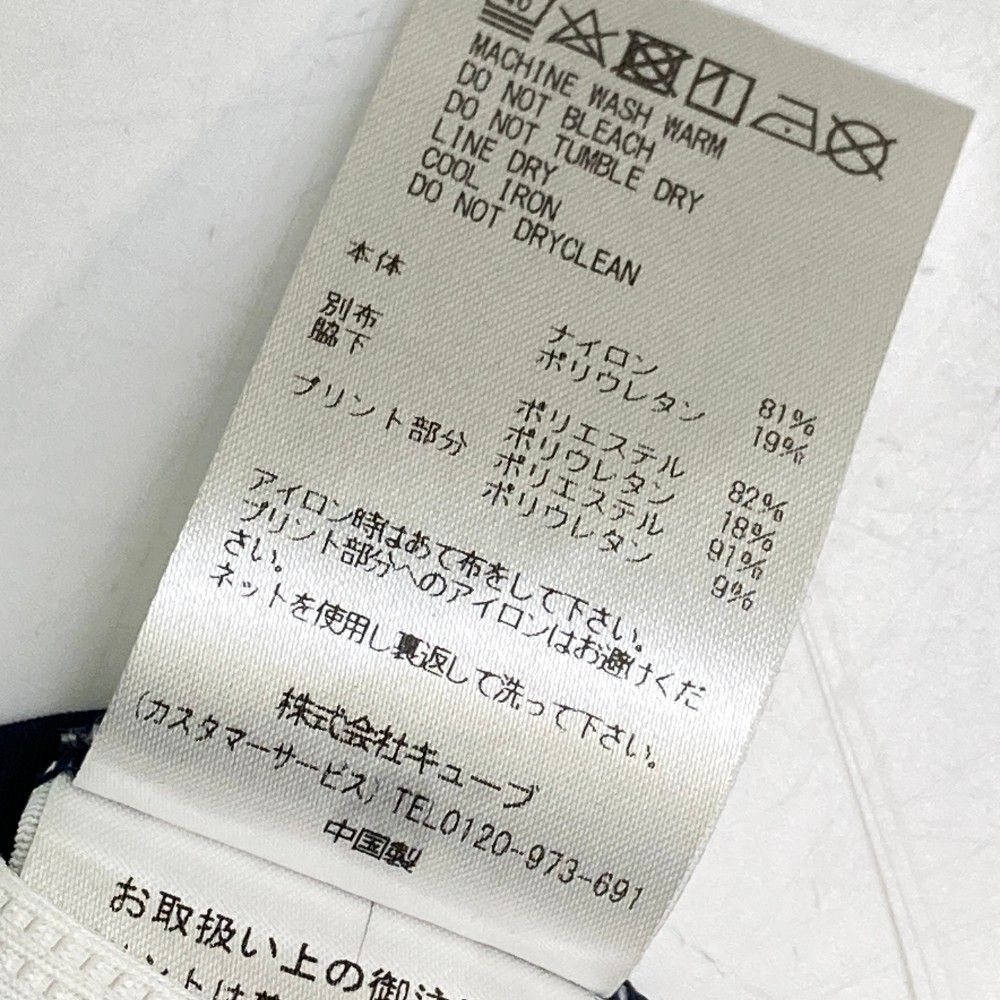 40
MACHINE WASH WARM
DO NOT BLEACH
DO NOT TUMBLE DRY
LINE DRY
COOL IRON
DO NOT DRYCLEAN
本体
ナイロン 81%
ポリウレタン 19%
別布
脇下 ポリエステル 82%
ポリウレタン 18%
プリント部分 ポリエステル 91%
ポリウレタン 9%
アイロン時はあて布をして下さい。
プリント部分へのアイロンはお避けくだ
さい。
ネットを使用し裏返して洗って下さい。
株式会社キューブ
(カスタマーサービス) TEL0120-973-691
中国製
お取扱い上の御注